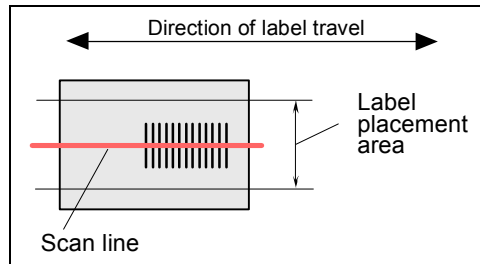 Direction of label travel
Label
placement
area
Scan line